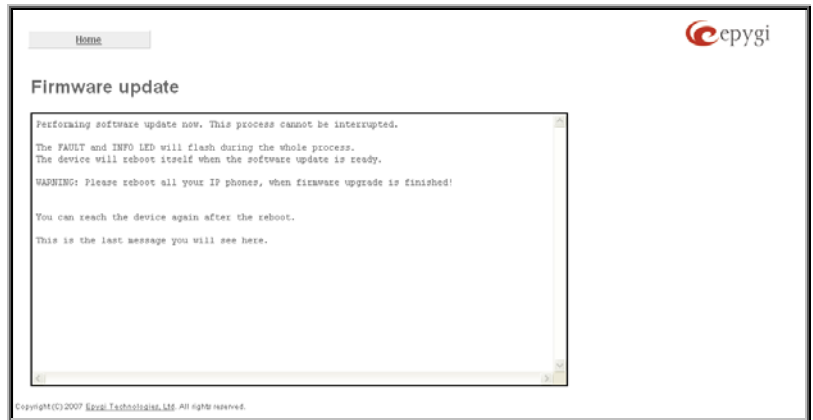 Home
epygi
Firmware update
Performing software update now. This process cannot be interrupted.
The FAULT and INFO LED will flash during the whole process.
The device will reboot itself when the software update is ready.
WARNING: Please reboot all your IP phones, when firmware upgrade is finished!
You can reach the device again after the reboot.
This is the last message you will see here.
Copyright (C) 2007 Epygi Technologies, Ltd. All rights reserved.